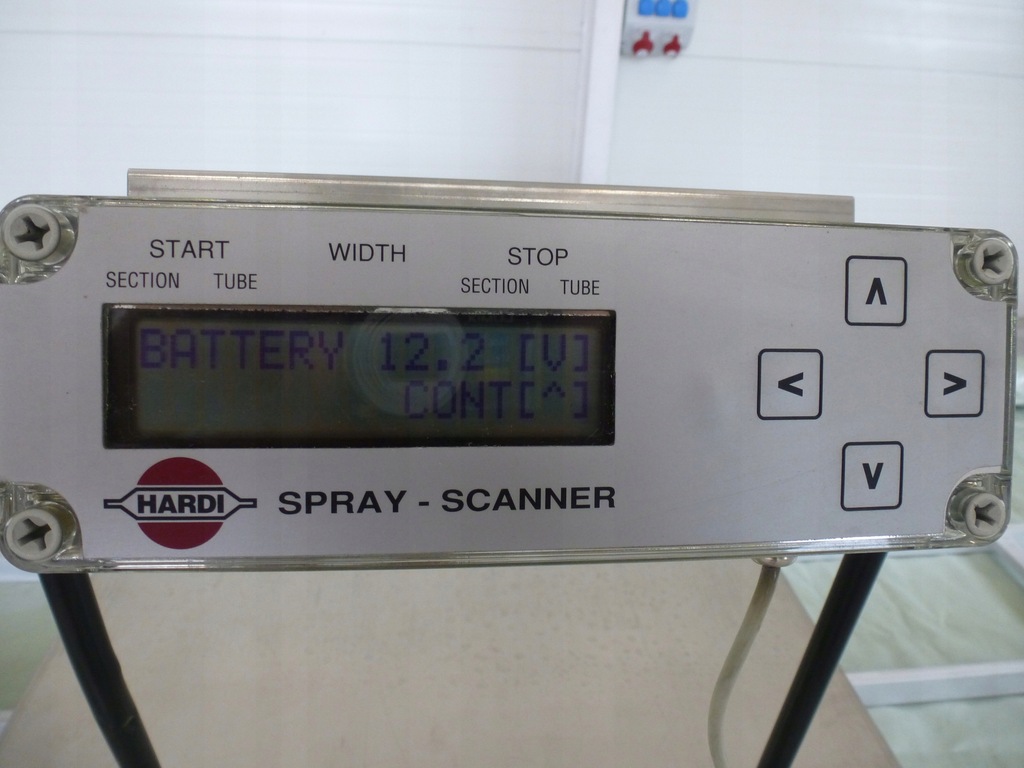 START WIDTH STOP
SECTION TUBE SECTION TUBE
BATTERY 12.2 [V]
CONT[^]
HARDI SPRAY - SCANNER